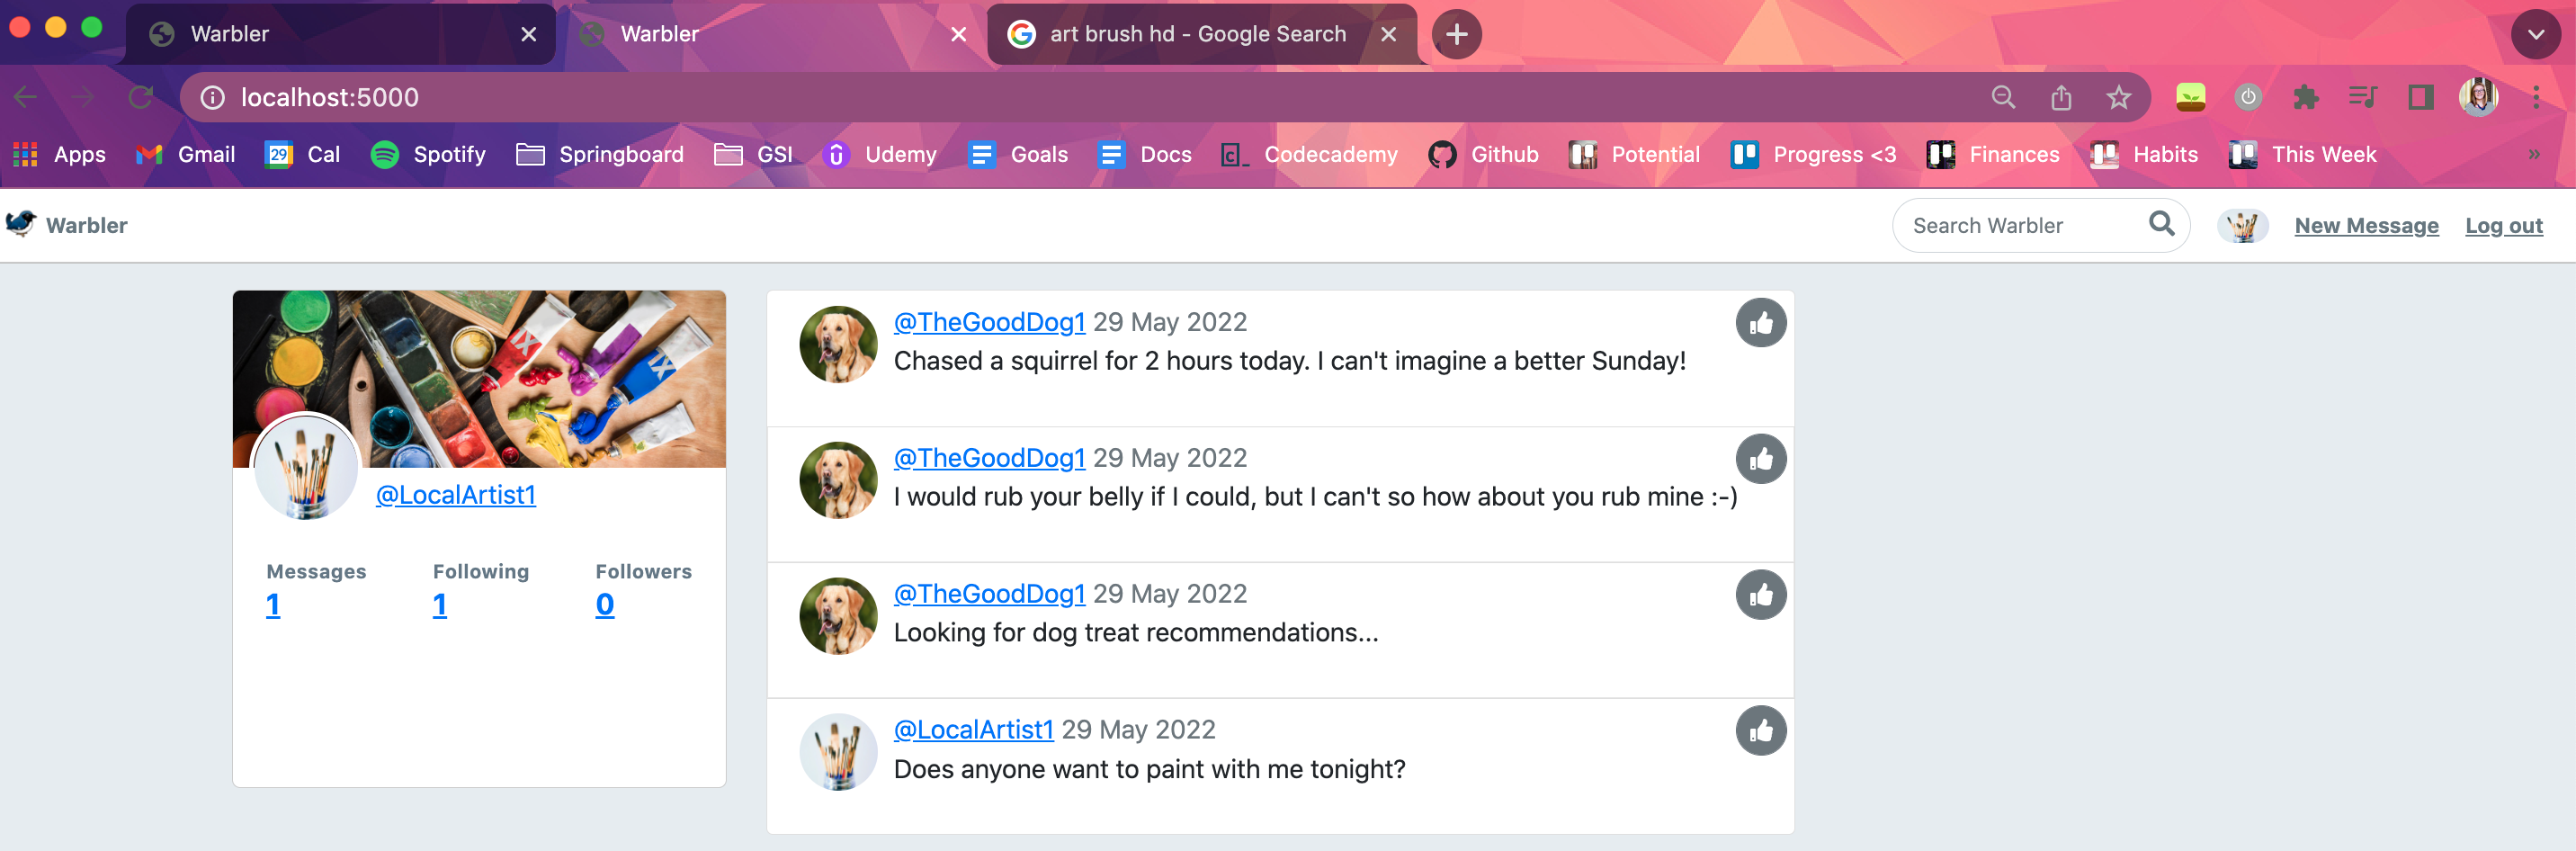 Warbler
Warbler
art brush hd - Google Search
localhost:5000
Apps
Gmail
29
Cal
Spotify
Springboard
GSI
Udemy
Goals
Docs
Codecademy
Github
Potential
Progress <3
Finances
Habits
This Week
»
Warbler
Search Warbler
New Message
Log out
@LocalArtist1
Messages Following Followers
1 1 0
@TheGoodDog1 29 May 2022
Chased a squirrel for 2 hours today. I can't imagine a better Sunday!
@TheGoodDog1 29 May 2022
I would rub your belly if I could, but I can't so how about you rub mine :-)
@TheGoodDog1 29 May 2022
Looking for dog treat recommendations...
@LocalArtist1 29 May 2022
Does anyone want to paint with me tonight?